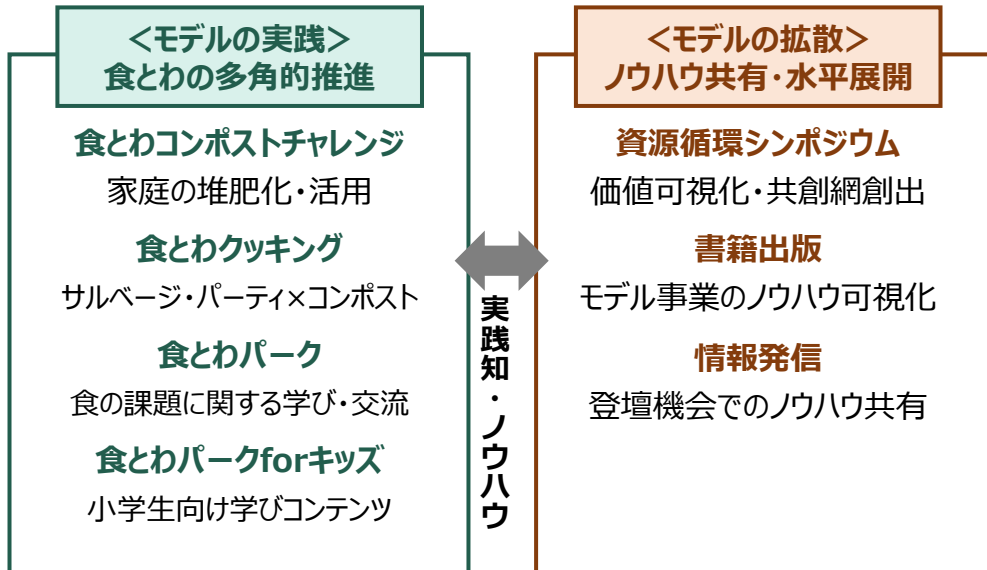 ＜モデルの実践＞
食とわの多角的推進
食とわコンポストチャレンジ
家庭の堆肥化・活用
食とわクッキング
サルベージ・パーティ×コンポスト
食とわパーク
食の課題に関する学び・交流
食とわパークforキッズ
小学生向け学びコンテンツ
実践知・ノウハウ
＜モデルの拡散＞
ノウハウ共有・水平展開
資源循環シンポジウム
価値可視化・共創網創出
書籍出版
モデル事業のノウハウ可視化
情報発信
登壇機会でのノウハウ共有